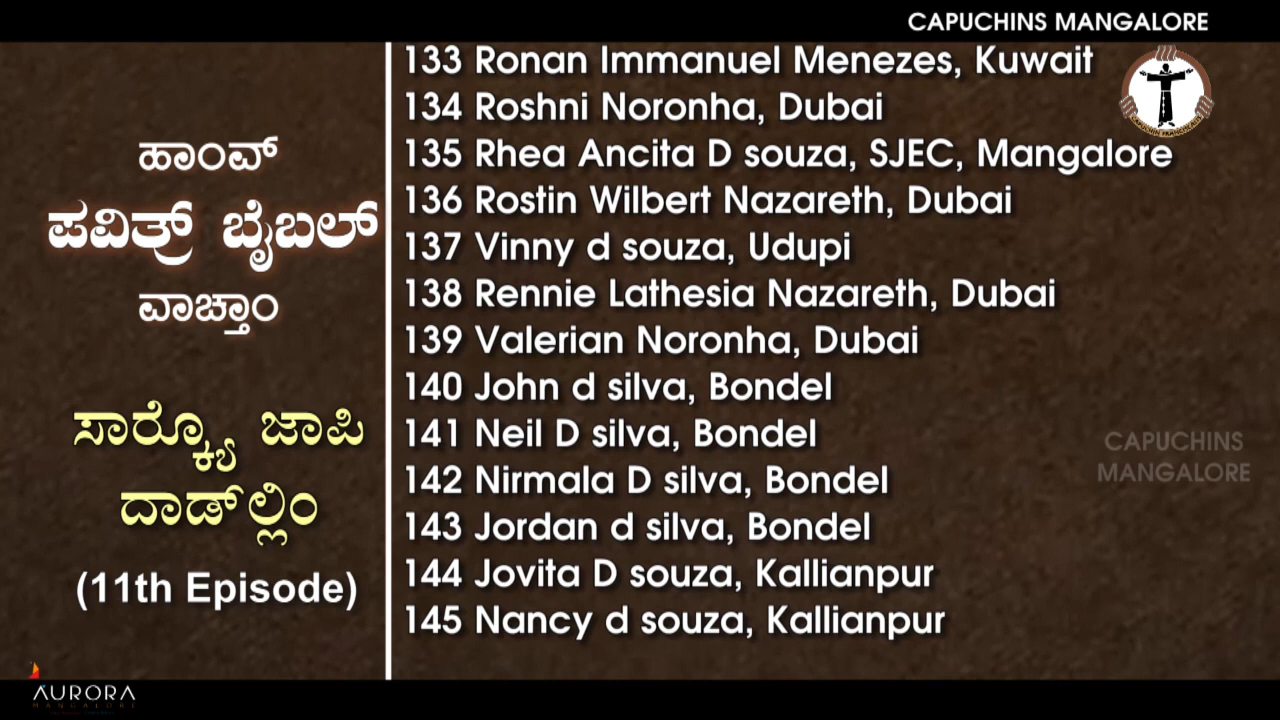 CAPUCHINS MANGALORE
ಹಾಂವ್
ಪವಿತ್ರ್ ಬೈಬಲ್
ವಾಚ್ತಾಂ
ಸಾರ್‍ಕ್ಯೊ ಜಾಪಿ
ದಾಡ್‌ಲ್ಲಿಂ
(11th Episode)
133 Ronan Immanuel Menezes, Kuwait
134 Roshni Noronha, Dubai
135 Rhea Ancita D souza, SJEC, Mangalore
136 Rostin Wilbert Nazareth, Dubai
137 Vinny d souza, Udupi
138 Rennie Lathesia Nazareth, Dubai
139 Valerian Noronha, Dubai
140 John d silva, Bondel
141 Neil D silva, Bondel
142 Nirmala D silva, Bondel
143 Jordan d silva, Bondel
144 Jovita D souza, Kallianpur
145 Nancy d souza, Kallianpur
CAPUCHINS
MANGALORE
AURORA
MANGALORE